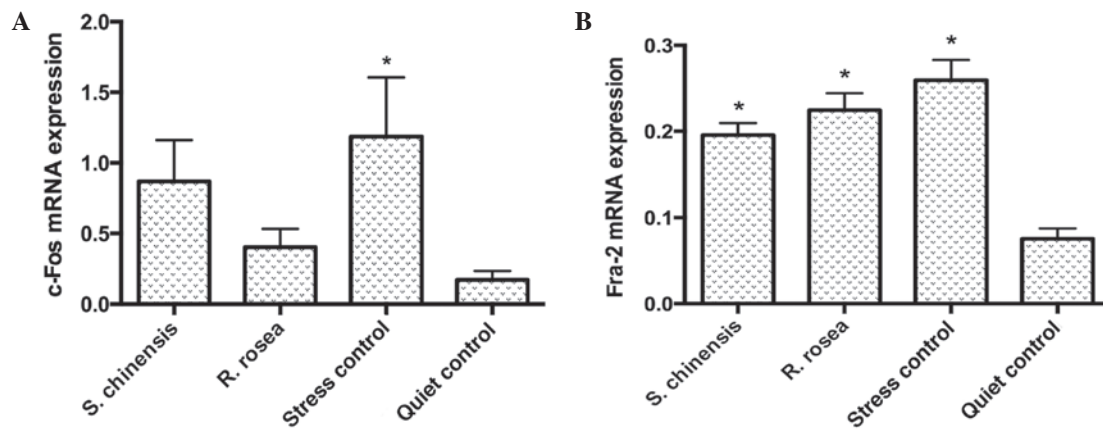 A
c-Fos mRNA expression
2.0
1.5
1.0
0.5
0.0
*
S. chinensis
R. rosea
Stress control
Quiet control
B
Fra-2 mRNA expression
0.3
0.2
0.1
0.0
*
*
*
S. chinensis
R. rosea
Stress control
Quiet control